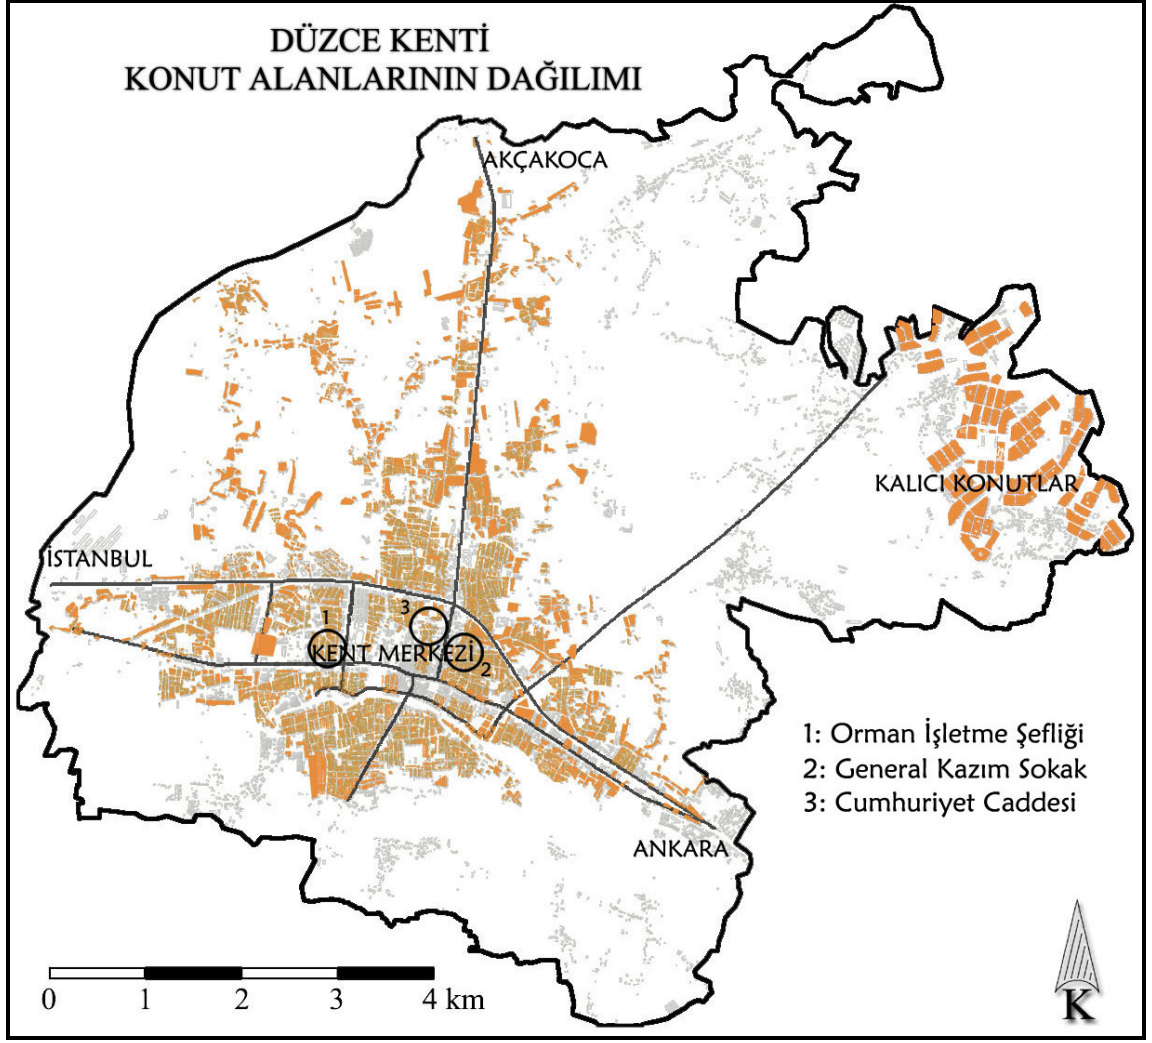 DÜZCE KENTİ
KONUT ALANLARININ DAĞILIMI
AKÇAKOCA
KALICI KONUTLAR
İSTANBUL
1
3
KENT MERKEZİ
2
1: Orman İşletme Şefliği
2: General Kazım Sokak
3: Cumhuriyet Caddesi
ANKARA
0 1 2 3 4 km
K